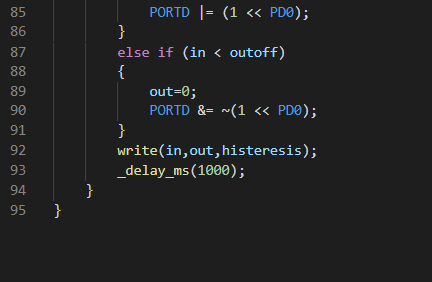 85 PORTD |= (1 << PD0);
86 }
87 else if (in < outoff)
88 {
89 out=0;
90 PORTD &= ~(1 << PD0);
91 }
92 write(in,out,histeresis);
93 _delay_ms(1000);
94 }
95 }